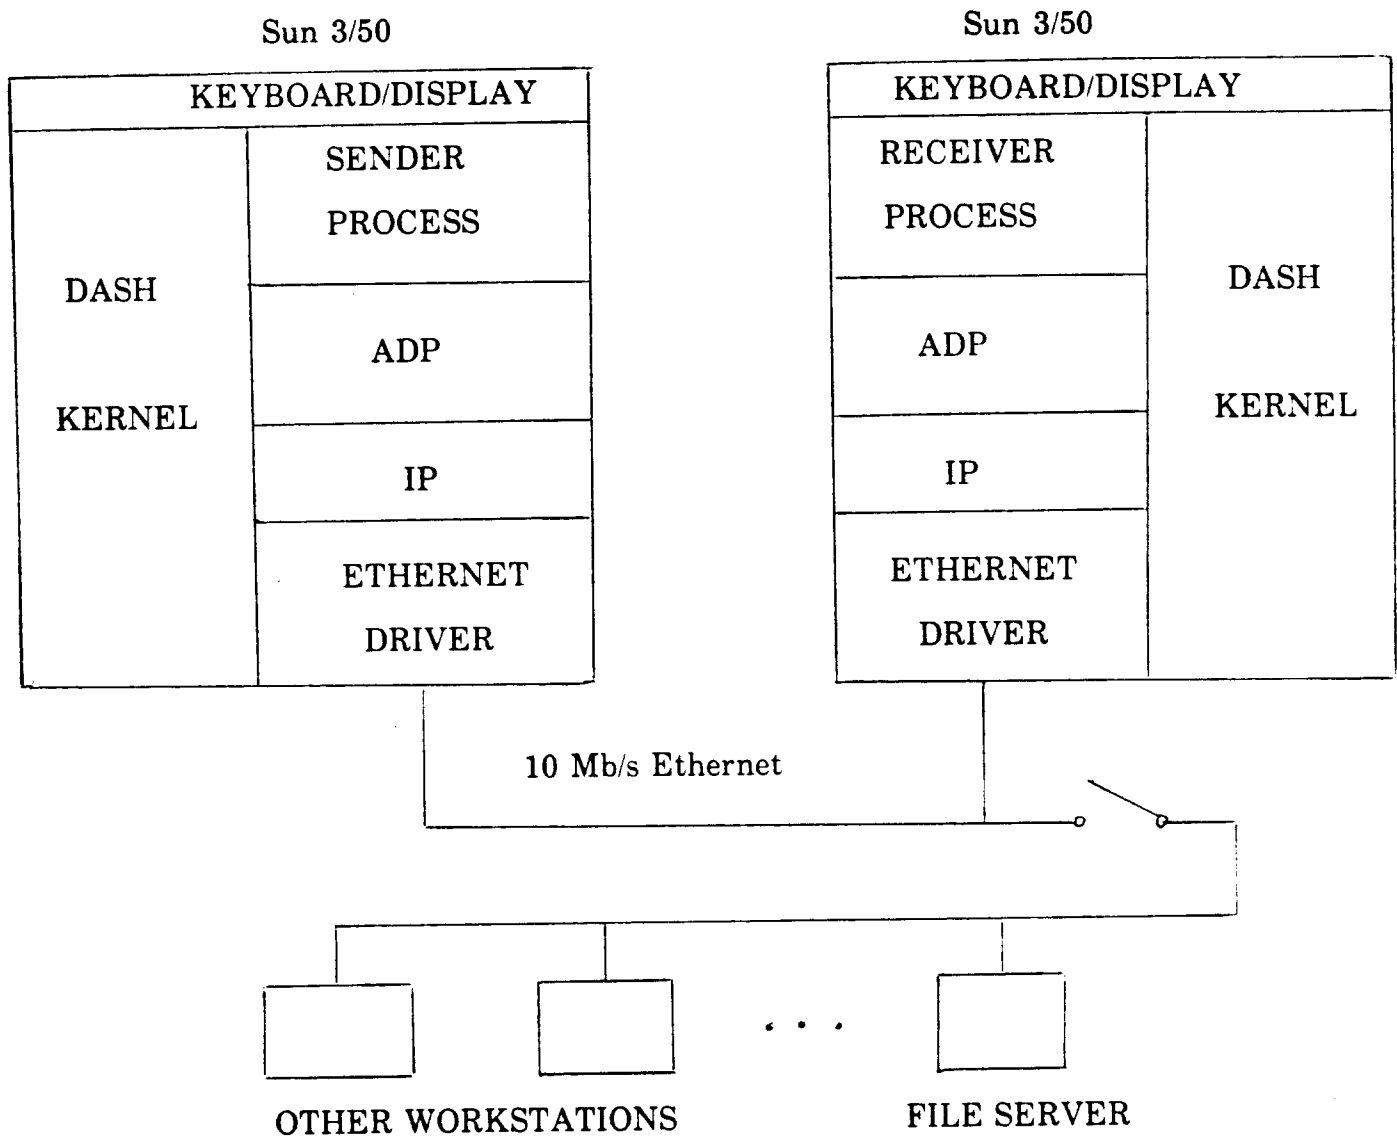 Sun 3/50
KEYBOARD/DISPLAY
SENDER
PROCESS
DASH
KERNEL
ADP
IP
ETHERNET
DRIVER
Sun 3/50
KEYBOARD/DISPLAY
RECEIVER
PROCESS
DASH
KERNEL
ADP
IP
ETHERNET
DRIVER
10 Mb/s Ethernet
OTHER WORKSTATIONS
FILE SERVER